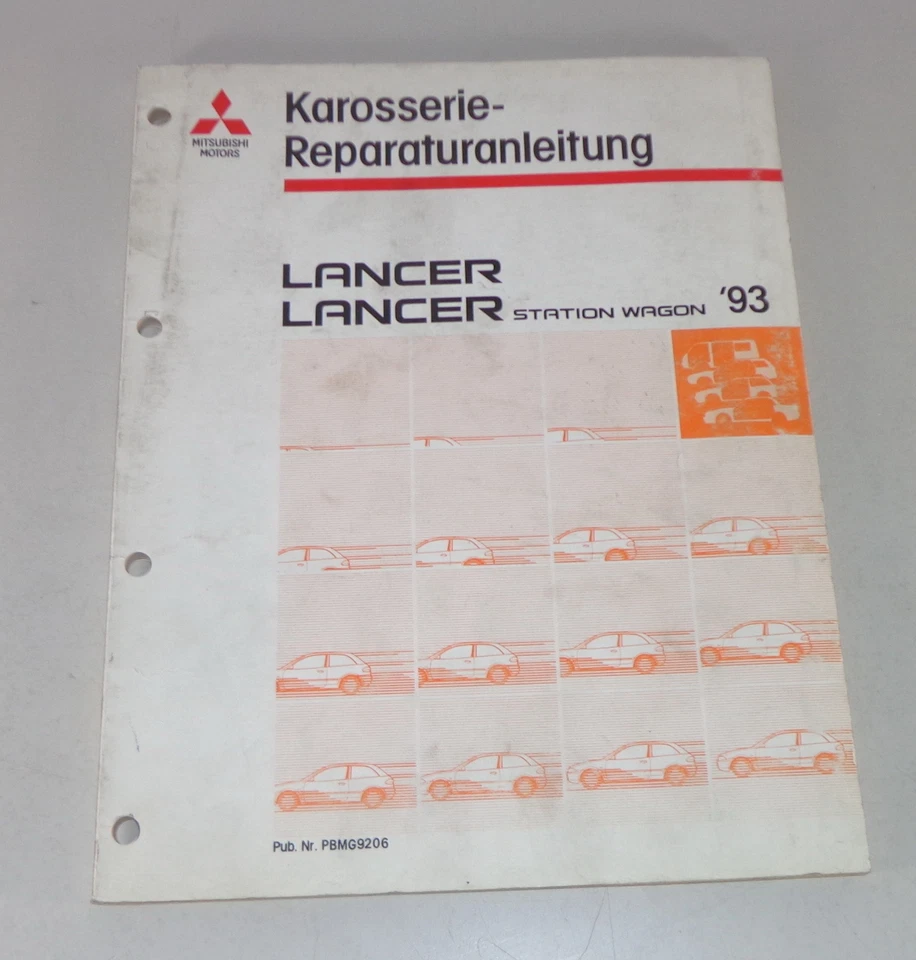 MITSUBISHI
MOTORS
Karosserie-
Reparaturanleitung
LANCER
LANCER STATION WAGON '93
Pub. Nr. PBMG9206